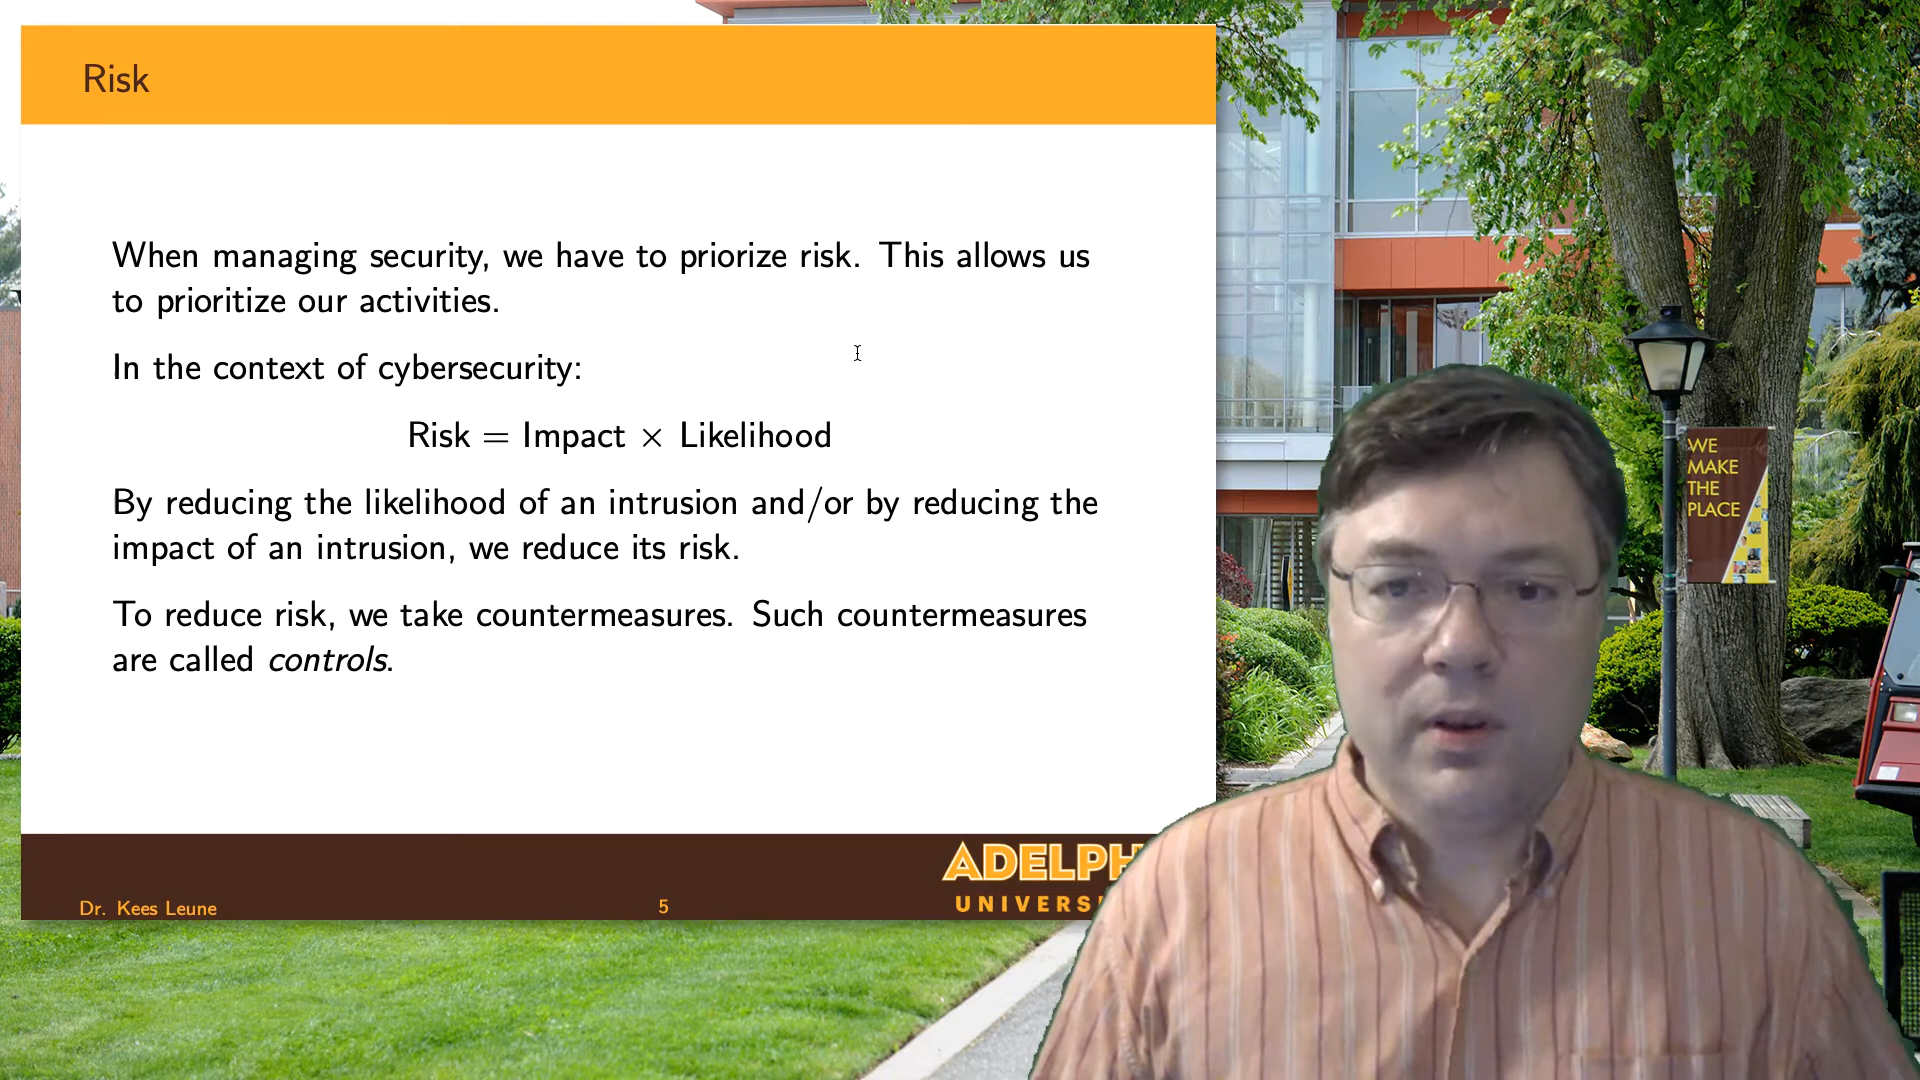 Risk
When managing security, we have to priorize risk. This allows us
to prioritize our activities.
In the context of cybersecurity:
Risk = Impact × Likelihood
By reducing the likelihood of an intrusion and/or by reducing the
impact of an intrusion, we reduce its risk.
To reduce risk, we take countermeasures. Such countermeasures
are called controls.
Dr. Kees Leune
5
ADELPH
UNIVERS
WE
MAKE
THE
PLACE